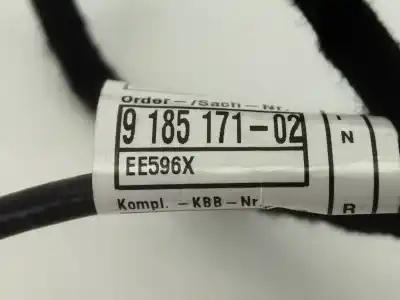 Order-/Sach-Nr.
9 185 171-02
EE596X
Kompl. -KBB-Nr
N
R